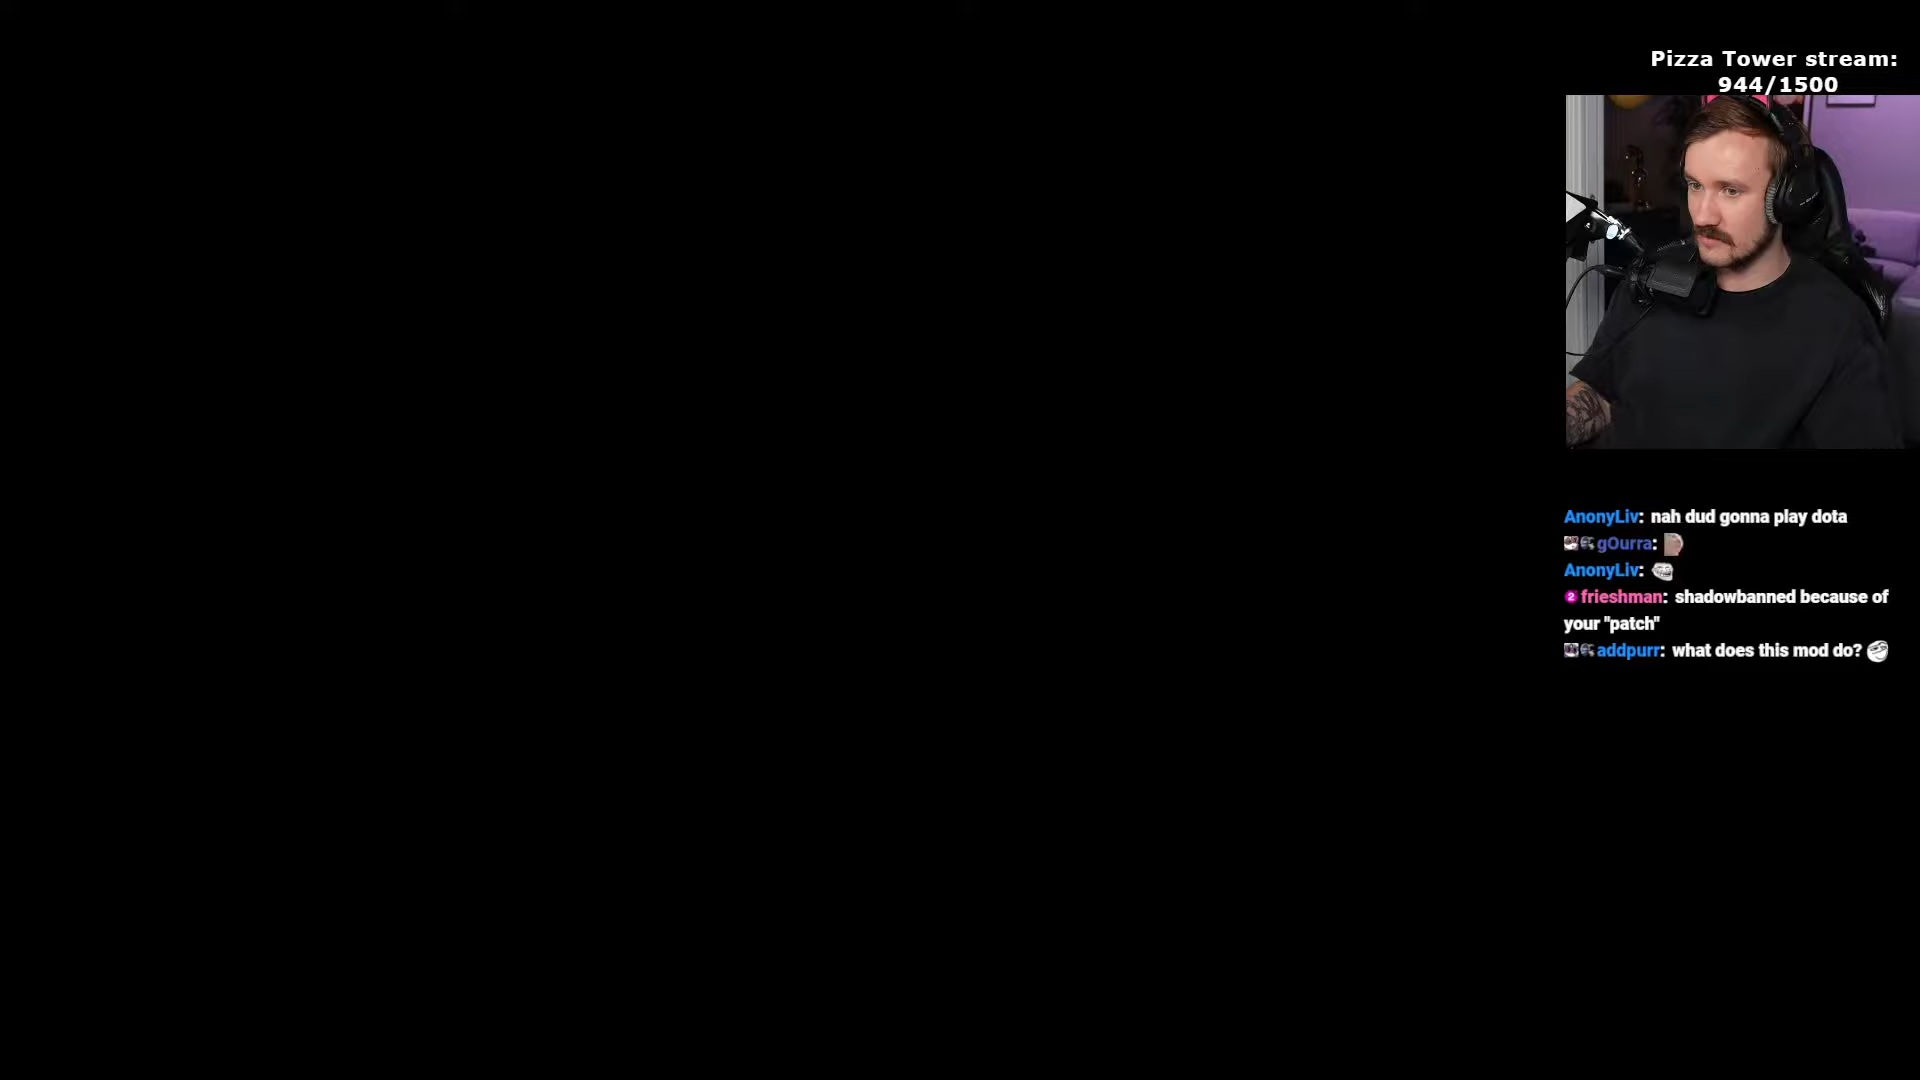 Pizza Tower stream:
944/1500
AnonyLiv: nah dud gonna play dota
gOurra:
AnonyLiv:
2 frieshman: shadowbanned because of
your "patch"
addpurr: what does this mod do?